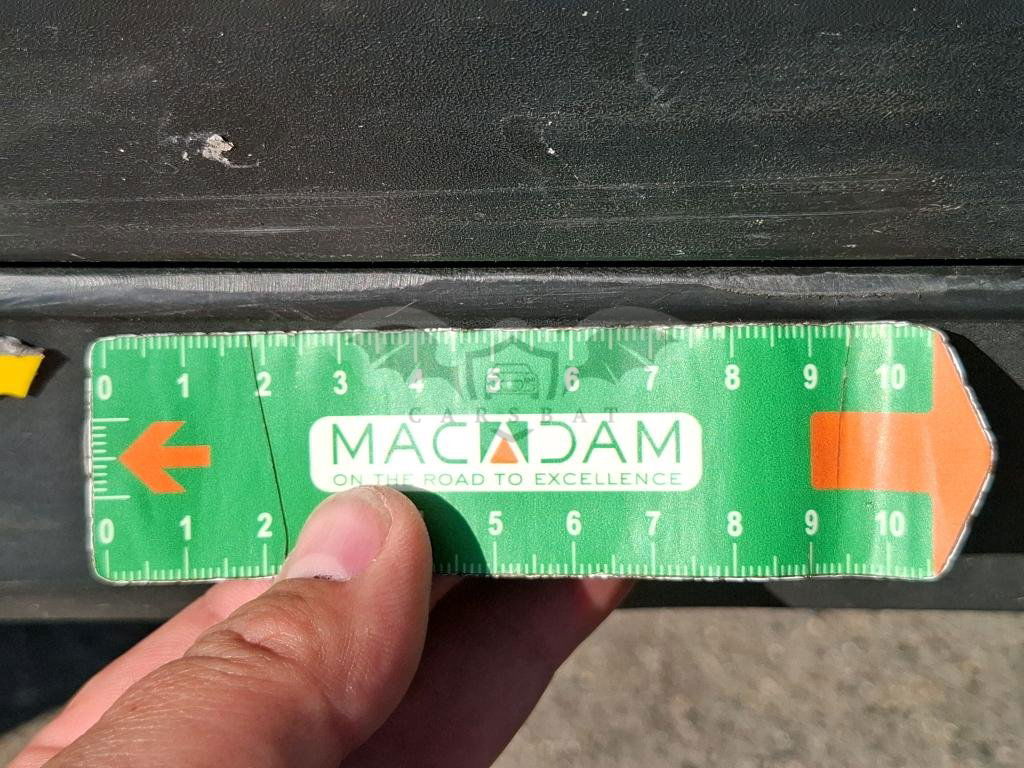 0 1 2 3 4 5 6 7 8 9 10
CARSBAT
MACADAM
ON THE ROAD TO EXCELLENCE
0 1 2 5 6 7 8 9 10